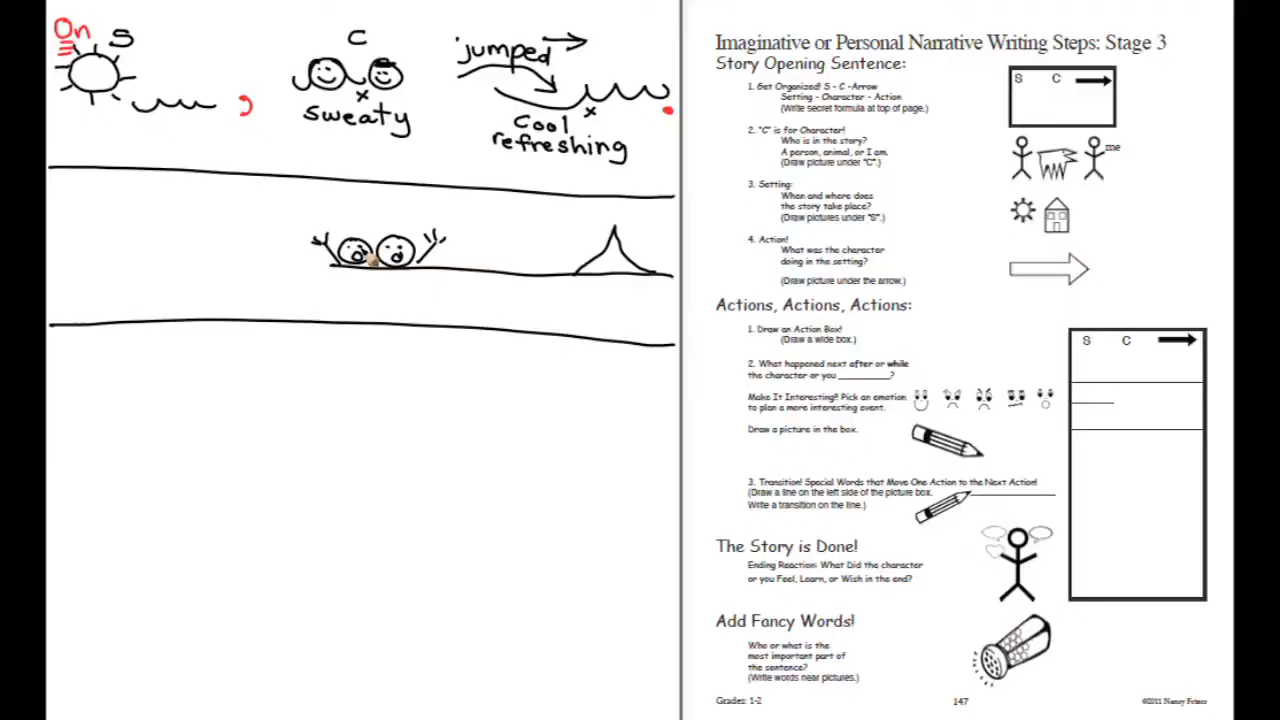 On S C
jumped
sweaty
cool
refreshing
Imaginative or Personal Narrative Writing Steps: Stage 3
Story Opening Sentence:
1. Get Organized! S - C -Arrow
Setting - Character - Action
(Write secret formula at top of page.)
S C
2. "C" is for Character!
Who is in the story?
A person, animal, or I am.
(Draw picture under "C".)
me
3. Setting:
When and where does
the story take place?
(Draw pictures under "S".)
4. Action!
What was the character
doing in the setting?
(Draw picture under the arrow.)
Actions, Actions, Actions:
1. Draw an Action Box!
(Draw a wide box.)
S C
2. What happened next after or while
the character or you ________?
Make It Interesting!! Pick an emotion
to plan a more interesting event.
Draw a picture in the box.
3. Transition! Special Words that Move One Action to the Next Action!
(Draw a line on the left side of the picture box.
Write a transition on the line.)
The Story is Done!
Ending Reaction: What Did the character
or you Feel, Learn, or Wish in the end?
Add Fancy Words!
Who or what is the
most important part of
the sentence?
(Write words near pictures.)
Grades: 1-2 147 ©2011 Nancy Fetzer